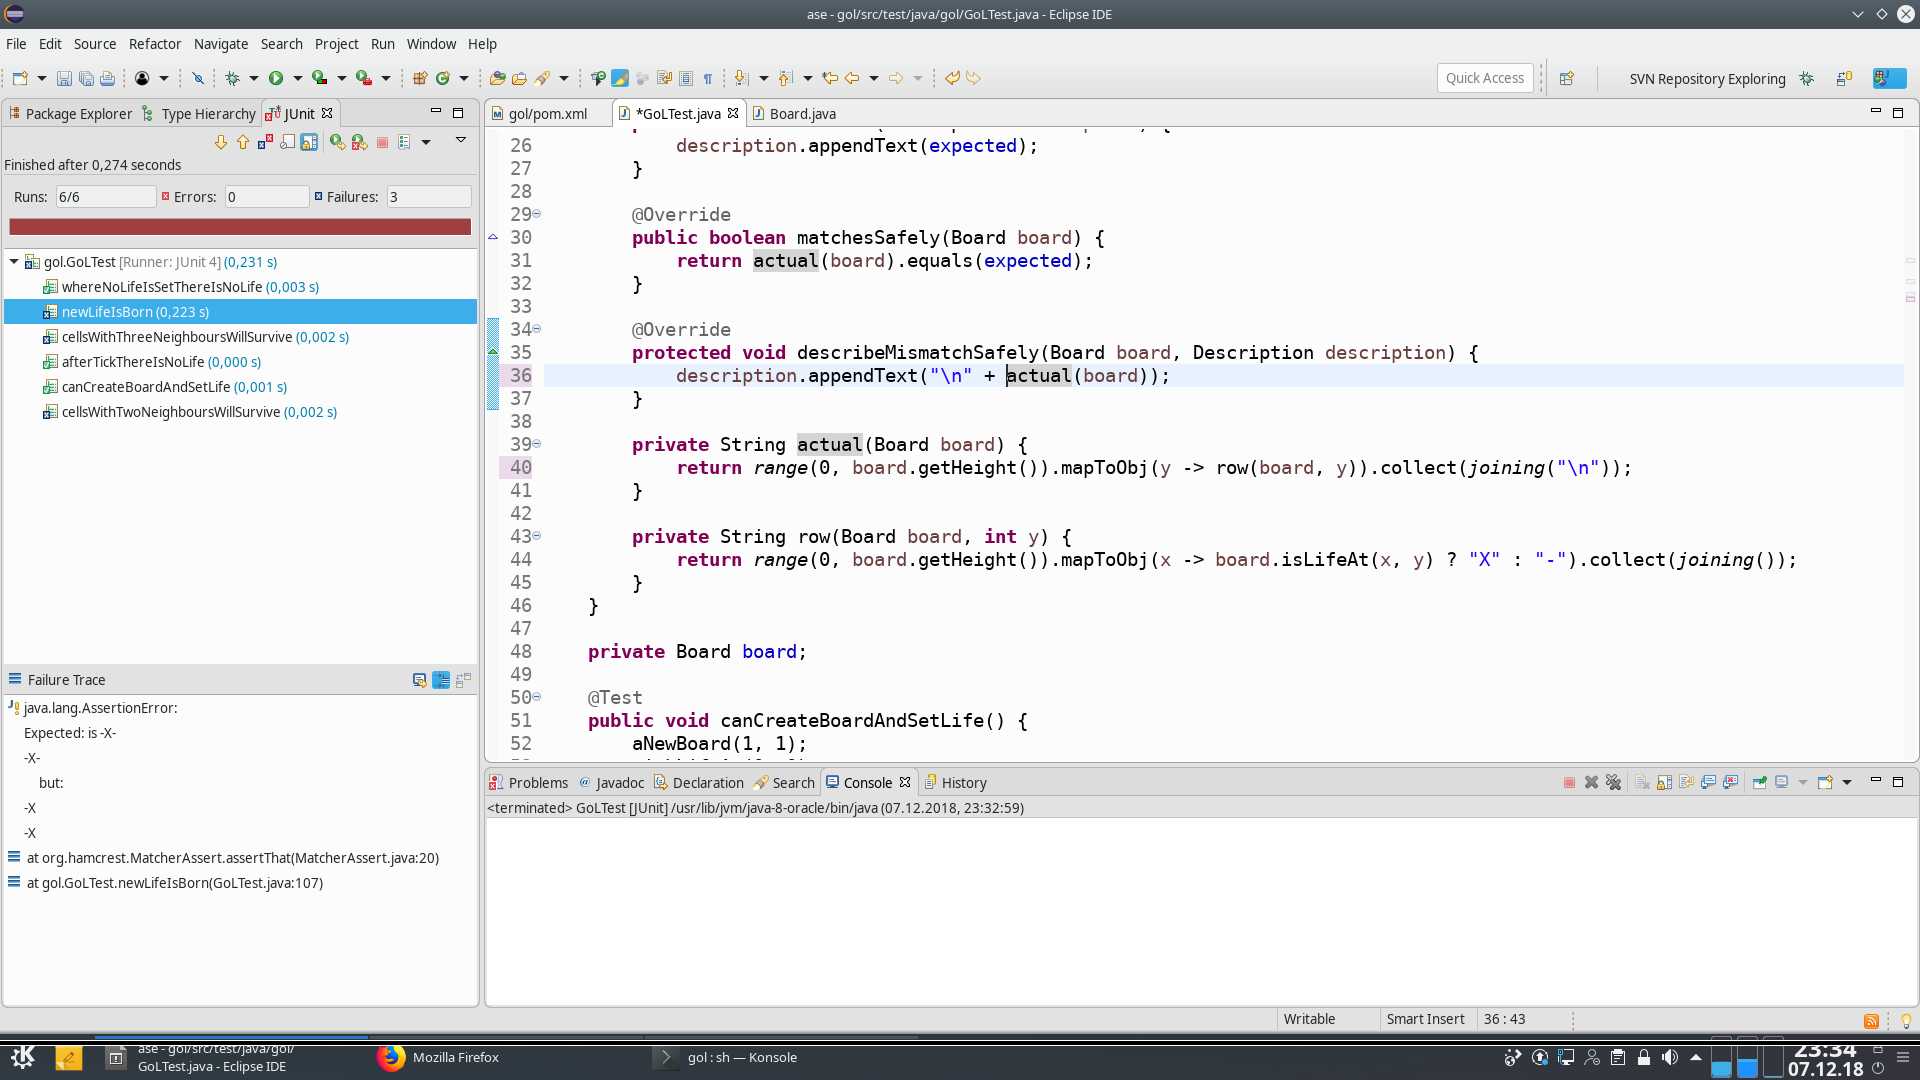 ase - gol/src/test/java/gol/GoLTest.java - Eclipse IDE
File Edit Source Refactor Navigate Search Project Run Window Help
Quick Access
SVN Repository Exploring
Package Explorer Type Hierarchy JUnit
gol/pom.xml *GoLTest.java Board.java
Finished after 0,274 seconds
Runs: 6/6 Errors: 0 Failures: 3
gol.GoLTest [Runner: JUnit 4] (0,231 s)
whereNoLifeIsSetThereIsNoLife (0,003 s)
newLifeIsBorn (0,223 s)
cellsWithThreeNeighboursWillSurvive (0,002 s)
afterTickThereIsNoLife (0,000 s)
canCreateBoardAndSetLife (0,001 s)
cellsWithTwoNeighboursWillSurvive (0,002 s)
Failure Trace
java.lang.AssertionError:
Expected: is -X-
-X-
but:
-X
-X
at org.hamcrest.MatcherAssert.assertThat(MatcherAssert.java:20)
at gol.GoLTest.newLifeIsBorn(GoLTest.java:107)
26 description.appendText(expected);
27 }
28
29 @Override
30 public boolean matchesSafely(Board board) {
31 return actual(board).equals(expected);
32 }
33
34 @Override
35 protected void describeMismatchSafely(Board board, Description description) {
36 description.appendText("\n" + actual(board));
37 }
38
39 private String actual(Board board) {
40 return range(0, board.getHeight()).mapToObj(y -> row(board, y)).collect(joining("\n"));
41 }
42
43 private String row(Board board, int y) {
44 return range(0, board.getHeight()).mapToObj(x -> board.isLifeAt(x, y) ? "X" : "-").collect(joining());
45 }
46 }
47
48 private Board board;
49
50 @Test
51 public void canCreateBoardAndSetLife() {
52 aNewBoard(1, 1);
Problems Javadoc Declaration Search Console History
<terminated> GoLTest [JUnit] /usr/lib/jvm/java-8-oracle/bin/java (07.12.2018, 23:32:59)
Writable Smart Insert 36 : 43
ase - gol/src/test/java/gol/
GoLTest.java - Eclipse IDE
Mozilla Firefox
gol : sh — Konsole
23:34
07.12.18